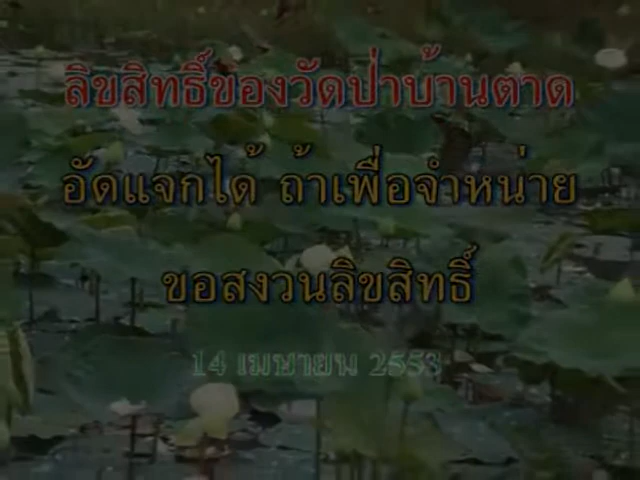 ลิขสิทธิ์ของวัดป่าบ้านตาด
อัดแจกได้ ถ้าเพื่อจำหน่าย
ขอสงวนลิขสิทธิ์
14 เมษายน 2553